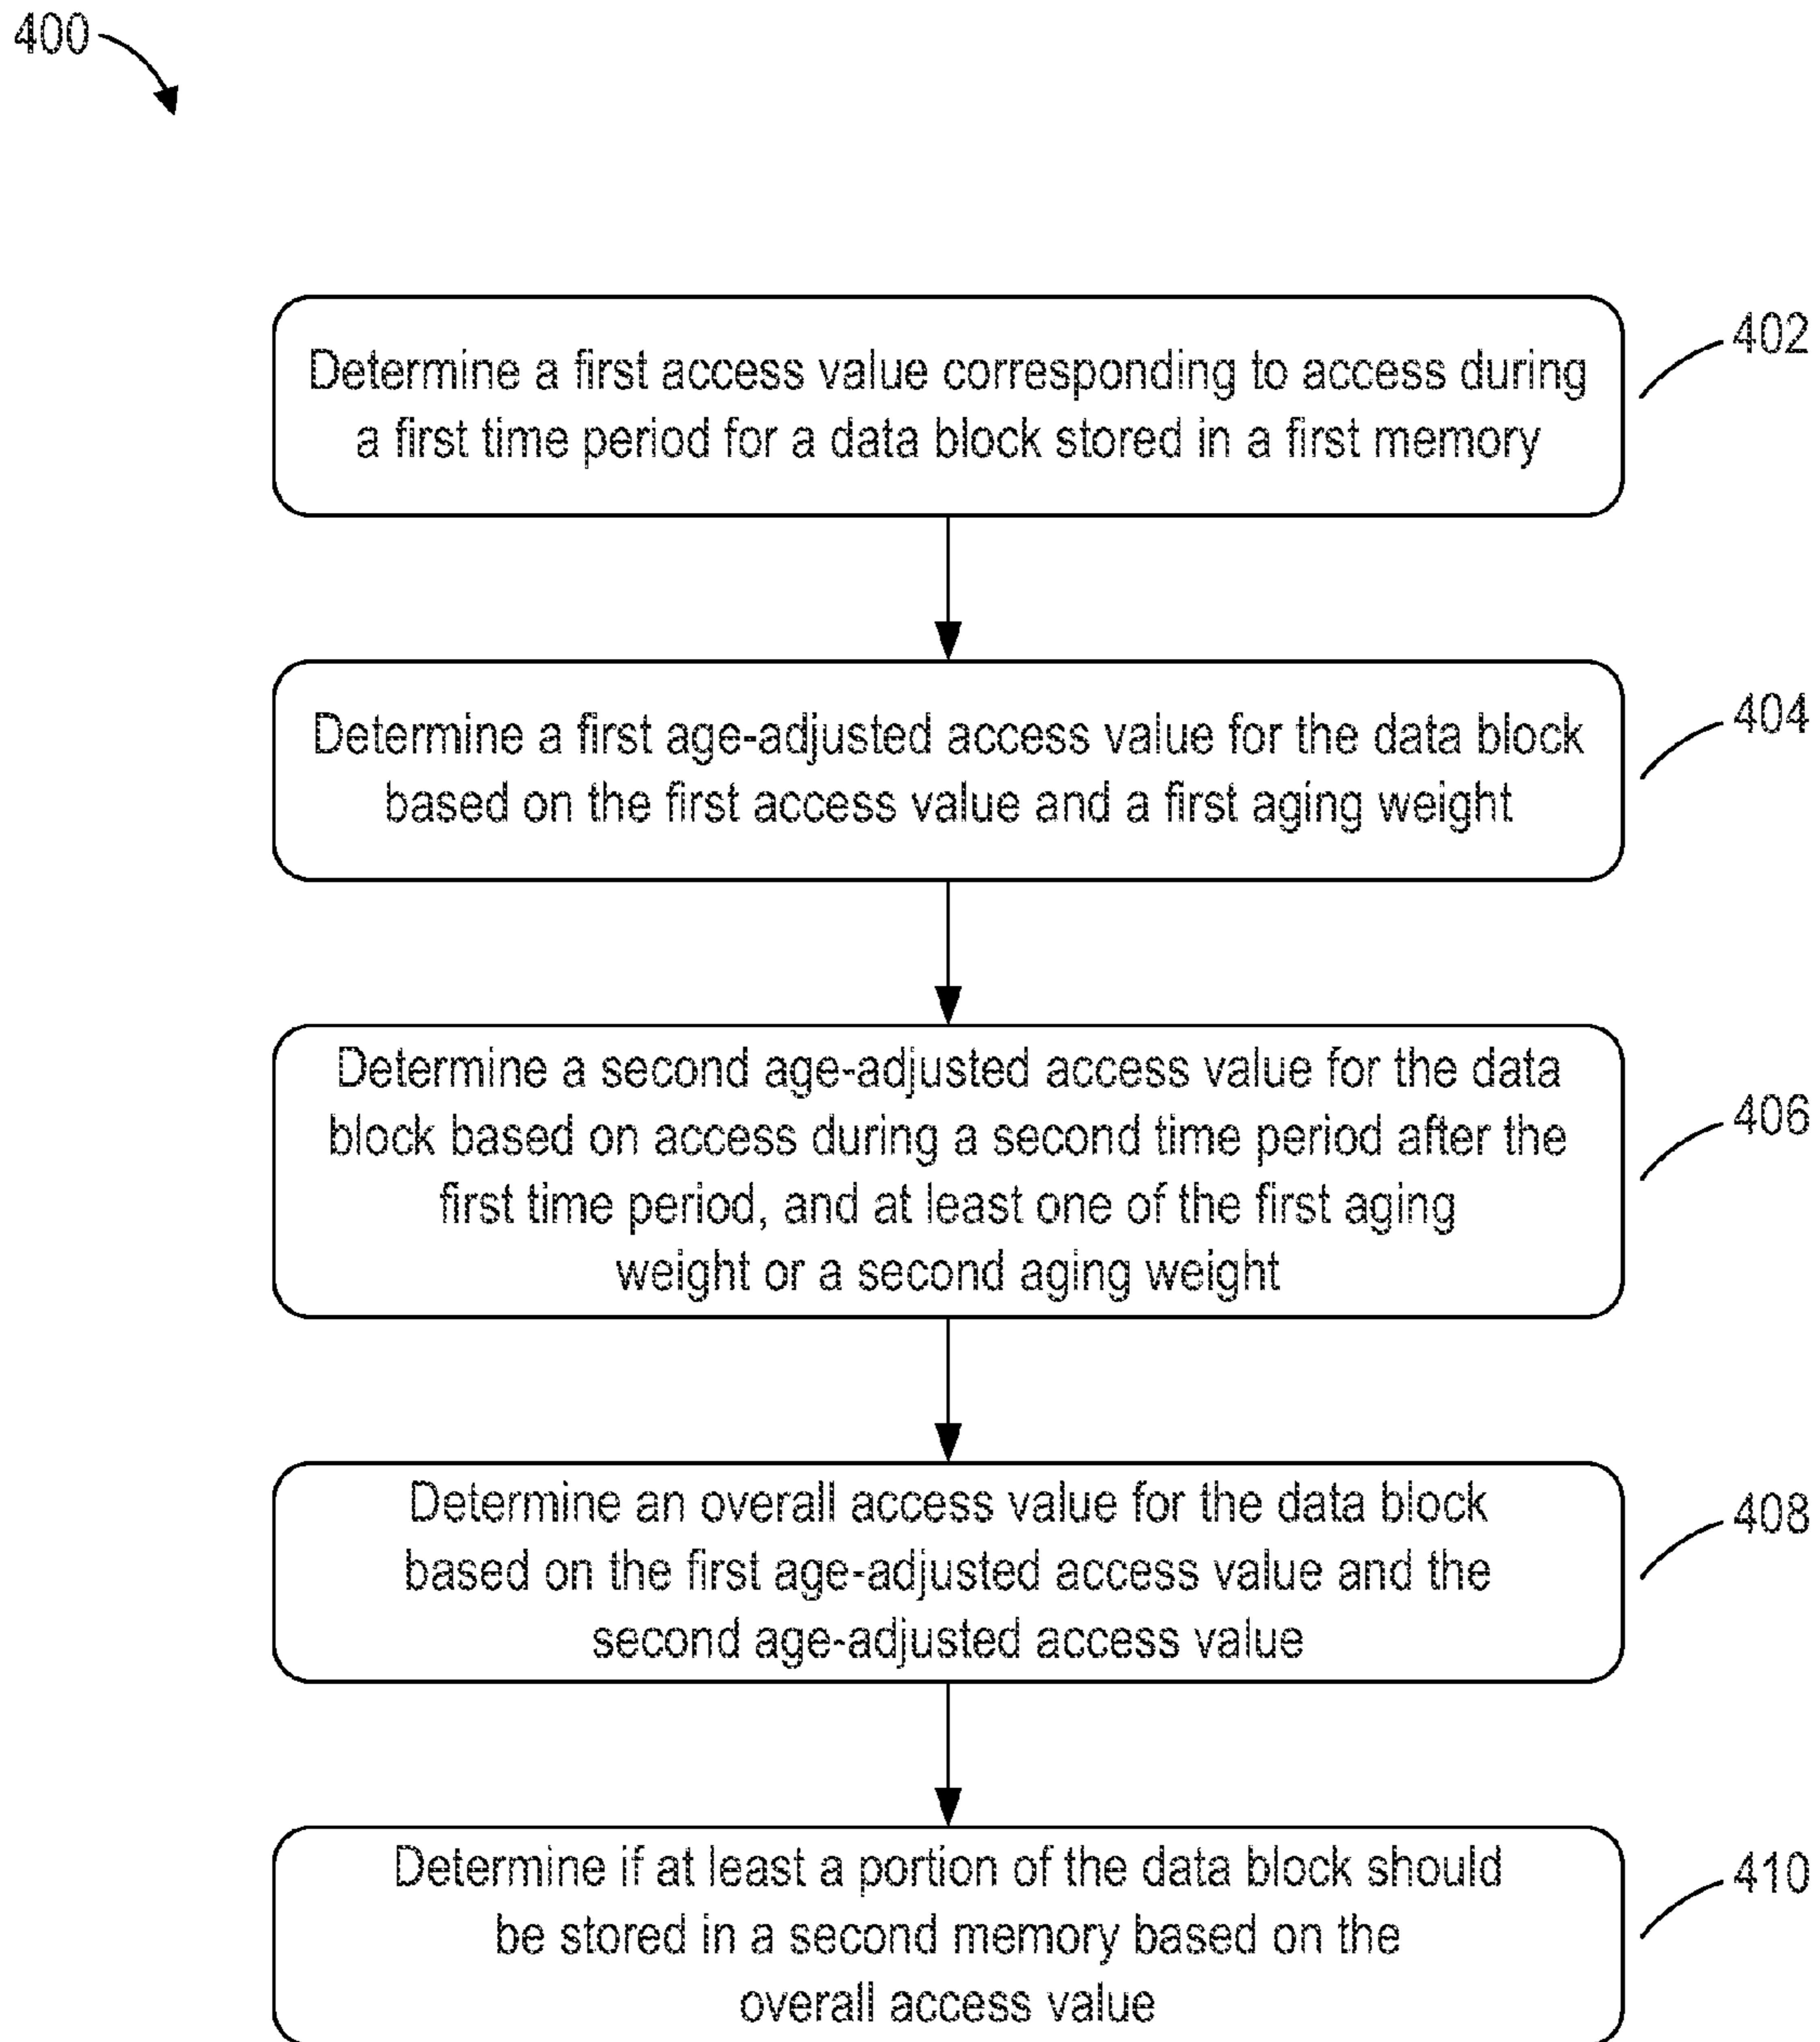 400
Determine a first access value corresponding to access during
a first time period for a data block stored in a first memory
402
Determine a first age-adjusted access value for the data block
based on the first access value and a first aging weight
404
Determine a second age-adjusted access value for the data
block based on access during a second time period after the
first time period, and at least one of the first aging
weight or a second aging weight
406
Determine an overall access value for the data block
based on the first age-adjusted access value and the
second age-adjusted access value
408
Determine if at least a portion of the data block should
be stored in a second memory based on the
overall access value
410